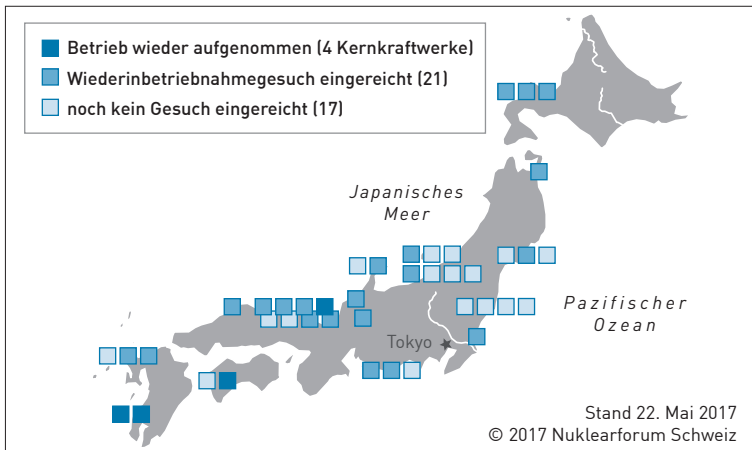 Betrieb wieder aufgenommen (4 Kernkraftwerke)
Wiederinbetriebnahmegesuch eingereicht (21)
noch kein Gesuch eingereicht (17)
Japanisches
Meer
Pazifischer
Ozean
Tokyo
Stand 22. Mai 2017
© 2017 Nuklearforum Schweiz